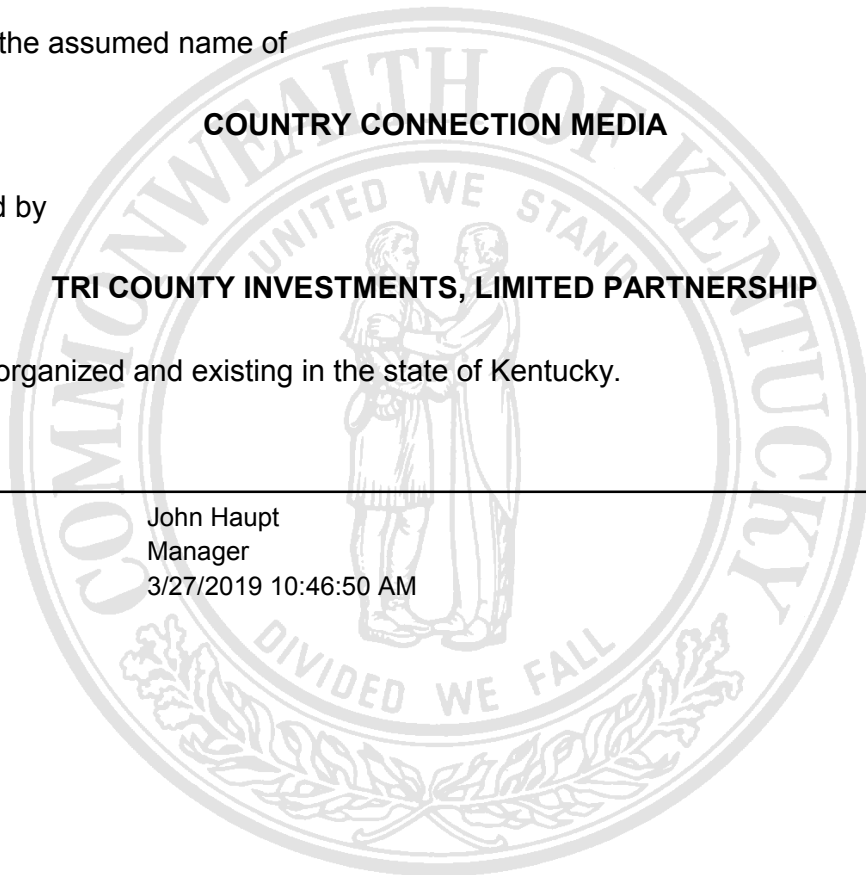 the assumed name of
COUNTRY CONNECTION MEDIA
d by
TRI COUNTY INVESTMENTS, LIMITED PARTNERSHIP
organized and existing in the state of Kentucky.
John Haupt
Manager
3/27/2019 10:46:50 AM
COMMONWEALTH OF KENTUCKY
UNITED WE STAND
DIVIDED WE FALL